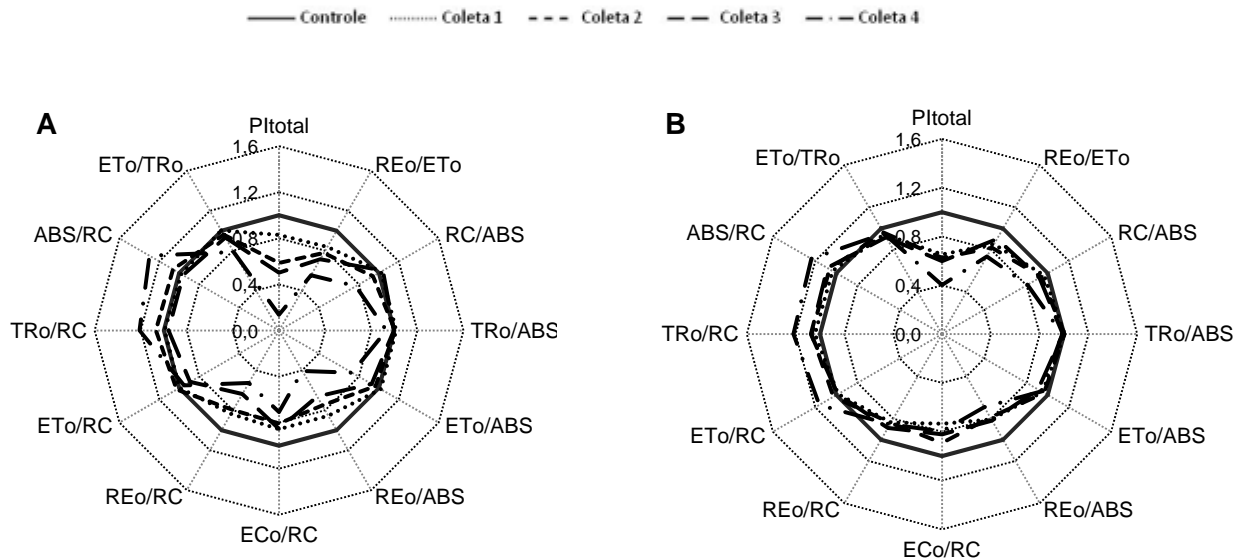 Controle Coleta 1 Coleta 2 Coleta 3 Coleta 4
A
PItotal
REo/ETo
RC/ABS
TRo/ABS
ETo/ABS
REo/ABS
ECo/RC
REo/RC
ETo/RC
TRo/RC
ABS/RC
ETo/TRo
1,6
1,2
0,8
0,4
0,0
B
PItotal
REo/ETo
RC/ABS
TRo/ABS
ETo/ABS
REo/ABS
ECo/RC
REo/RC
ETo/RC
TRo/RC
ABS/RC
ETo/TRo
1,6
1,2
0,8
0,4
0,0